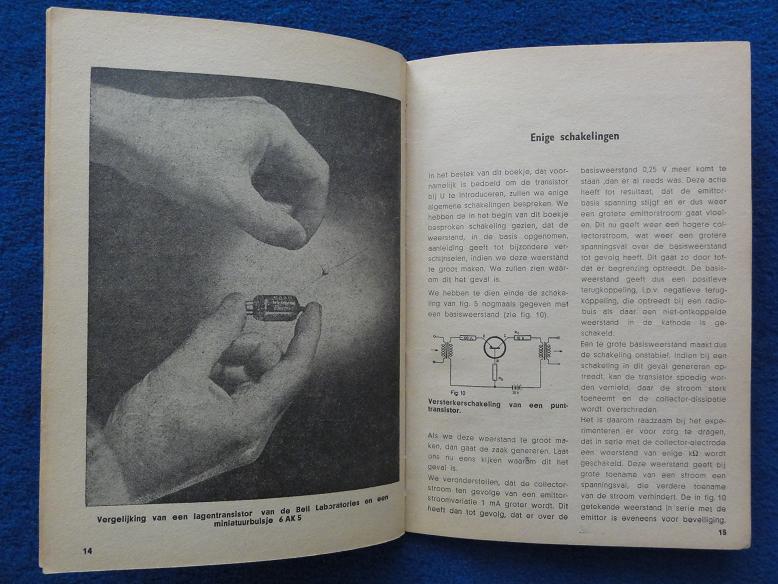 Vergelijking van een lagentransistor van de Bell Laboratories en een
miniatuurbuisje 6 AK 5
14
Enige schakelingen
In het bestek van dit boekje, dat voor-
namelijk is bedoeld om de transistor
bij U te introduceren, zullen we enige
algemene schakelingen bespreken. We
hebben de in het begin van dit boekje
besproken schakeling gezien, dat de
weerstand, in de basis opgenomen,
aanleiding geeft tot bijzondere ver-
schijnselen, indien we deze weerstand
te groot maken. We zullen zien waar-
om dit het geval is.
We hebben te dien einde de schake-
ling van fig. 5 nogmaals gegeven met
een basisweerstand (zie fig. 10).
Fig 10
Versterkerschakeling van een punt-
transistor.
Als we deze weerstand te groot ma-
ken, dan gaat de zaak genereren. Laat
ons nu eens kijken waarom dit het
geval is.
We veronderstellen, dat de collector-
stroom ten gevolge van een emittor-
stroomvariatie 1 mA groter wordt. Dit
heeft dan tot gevolg, dat er over de
basisweerstand 0,25 V meer komt te
staan ,dan er al reeds was. Deze actie
heeft tot resultaat, dat de emittor-
basis spanning stijgt en er dus weer
een grotere emittorstroom gaat vloei-
en. Dit nu geeft weer een hogere col-
lectorstroom, wat weer een grotere
spanningsval over de basisweerstand
tot gevolg heeft. Dit gaat zo door tot-
dat er begrenzing optreedt. De basis-
weerstand geeft dus een positieve
terugkoppeling, i.p.v. negatieve terug-
koppeling, die optreedt bij een radio-
buis als daar een niet-ontkoppelde
weerstand in de kathode is ge-
schakeld.
Een te grote basisweerstand maakt dus
de schakeling onstabiel. Indien bij een
schakeling in dit geval genereren op-
treedt, kan de transistor spoedig wor-
den vernield, daar de stroom sterk
toeneemt en de collector-dissipatie
wordt overschreden.
Het is daarom raadzaam bij het expe-
rimenteren er voor zorg te dragen,
dat in serie met de collector-electrode
een weerstand van enige kΩ wordt
geschakeld. Deze weerstand geeft bij
grote toename van een stroom een
spanningsval, die verdere toename
van de stroom verhindert. De in fig. 10
getekende weerstand in serie met de
emittor is eveneens voor beveiliging.
15